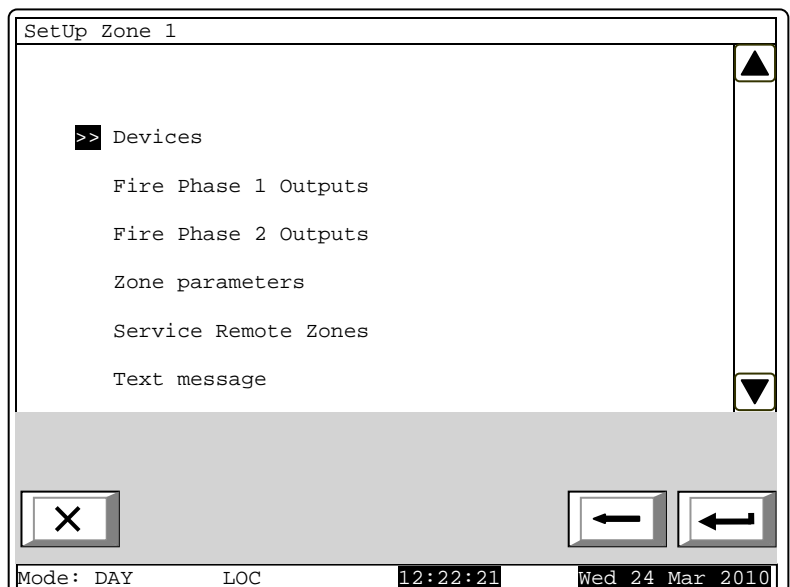 SetUp Zone 1
>> Devices
Fire Phase 1 Outputs
Fire Phase 2 Outputs
Zone parameters
Service Remote Zones
Text message
Mode: DAY LOC 12:22:21 Wed 24 Mar 2010